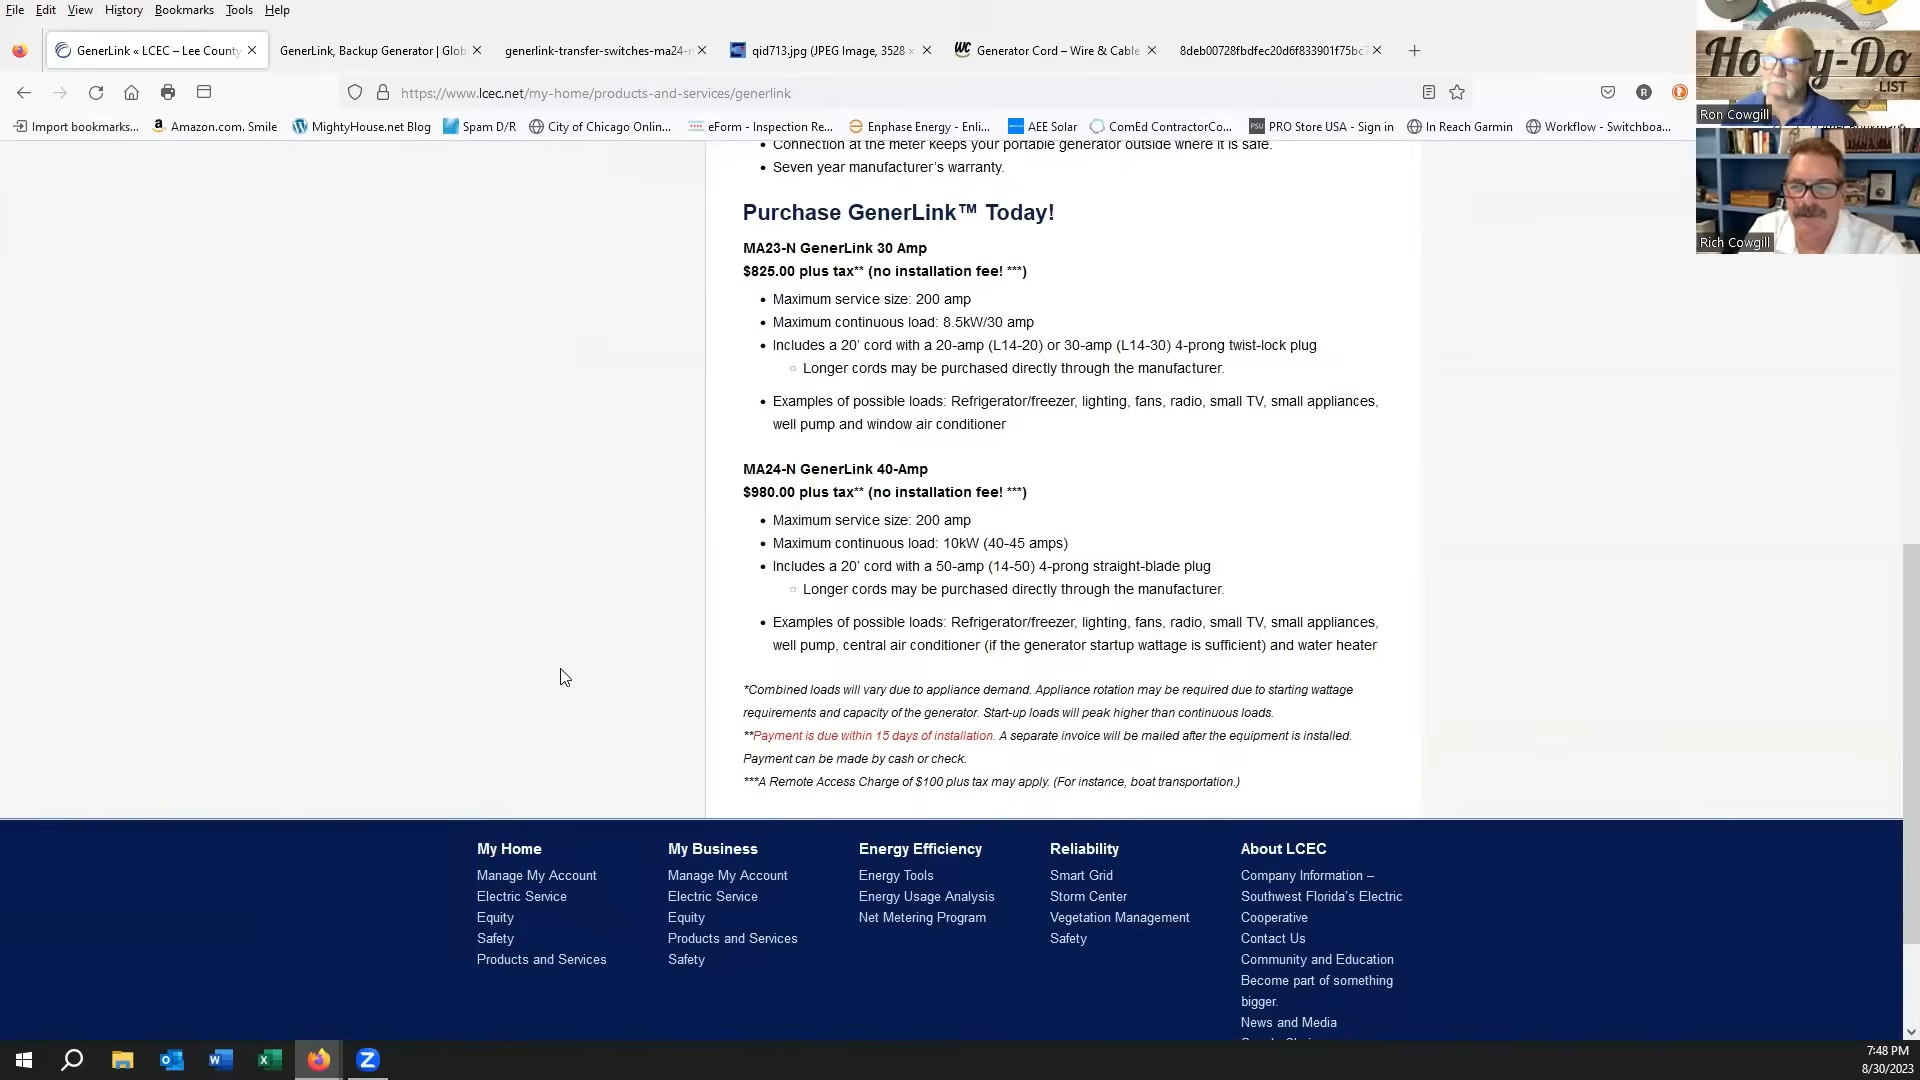 File Edit View History Bookmarks Tools Help
GenerLink « LCEC – Lee County
GenerLink, Backup Generator | Glob
generlink-transfer-switches-ma24-n
qid713.jpg (JPEG Image, 3528 ×
WC Generator Cord – Wire & Cable
8deb00728fbdfec20d6f833901f75bc7
https://www.lcec.net/my-home/products-and-services/generlink
Import bookmarks... Amazon.com. Smile MightyHouse.net Blog Spam D/R City of Chicago Onlin... eForm - Inspection Re... Enphase Energy - Enli... AEE Solar ComEd ContractorCo... PRO Store USA - Sign in In Reach Garmin Workflow - Switchboa...
LIST
Ron Cowgill
Rich Cowgill
• Connection at the meter keeps your portable generator outside where it is safe.
• Seven year manufacturer’s warranty.
Purchase GenerLink™ Today!
MA23-N GenerLink 30 Amp
$825.00 plus tax** (no installation fee! ***)
• Maximum service size: 200 amp
• Maximum continuous load: 8.5kW/30 amp
• Includes a 20’ cord with a 20-amp (L14-20) or 30-amp (L14-30) 4-prong twist-lock plug
○ Longer cords may be purchased directly through the manufacturer.
• Examples of possible loads: Refrigerator/freezer, lighting, fans, radio, small TV, small appliances,
well pump and window air conditioner
MA24-N GenerLink 40-Amp
$980.00 plus tax** (no installation fee! ***)
• Maximum service size: 200 amp
• Maximum continuous load: 10kW (40-45 amps)
• Includes a 20’ cord with a 50-amp (14-50) 4-prong straight-blade plug
○ Longer cords may be purchased directly through the manufacturer.
• Examples of possible loads: Refrigerator/freezer, lighting, fans, radio, small TV, small appliances,
well pump, central air conditioner (if the generator startup wattage is sufficient) and water heater
*Combined loads will vary due to appliance demand. Appliance rotation may be required due to starting wattage
requirements and capacity of the generator. Start-up loads will peak higher than continuous loads.
**Payment is due within 15 days of installation. A separate invoice will be mailed after the equipment is installed.
Payment can be made by cash or check.
***A Remote Access Charge of $100 plus tax may apply. (For instance, boat transportation.)
My Home
Manage My Account
Electric Service
Equity
Safety
Products and Services
My Business
Manage My Account
Electric Service
Equity
Products and Services
Safety
Energy Efficiency
Energy Tools
Energy Usage Analysis
Net Metering Program
Reliability
Smart Grid
Storm Center
Vegetation Management
Safety
About LCEC
Company Information –
Southwest Florida’s Electric
Cooperative
Contact Us
Community and Education
Become part of something
bigger.
News and Media
7:48 PM
8/30/2023